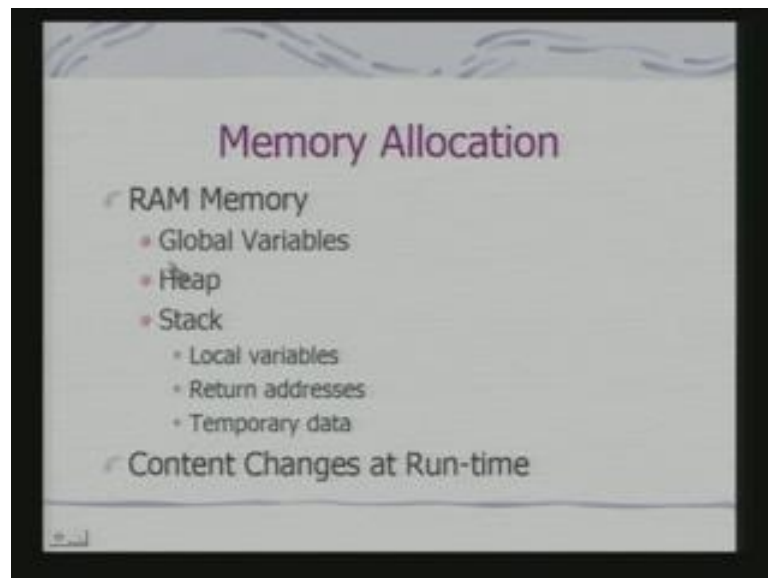 Memory Allocation
RAM Memory
Global Variables
Heap
Stack
Local variables
Return addresses
Temporary data
Content Changes at Run-time